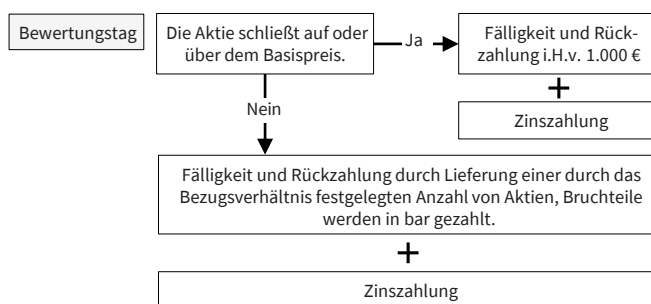 Bewertungstag
Die Aktie schließt auf oder
über dem Basispreis.
Ja
Fälligkeit und Rück-
zahlung i.H.v. 1.000 €
+
Zinszahlung
Nein
Fälligkeit und Rückzahlung durch Lieferung einer durch das
Bezugsverhältnis festgelegten Anzahl von Aktien, Bruchteile
werden in bar gezahlt.
+
Zinszahlung